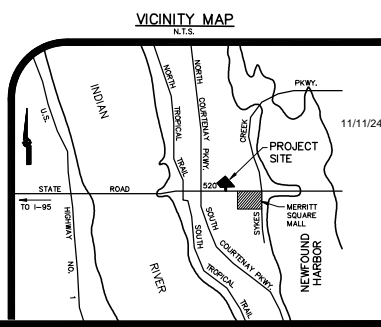 VICINITY MAP
N.T.S.
U.S.
HIGHWAY
NO. 1
INDIAN
RIVER
NORTH
TROPICAL
TRAIL
NORTH
COURTENAY PKWY.
CREEK
PKWY.
11/11/24
PROJECT
SITE
STATE
ROAD
520
TO I-95
SYKES
MERRITT
SQUARE
MALL
SOUTH
TROPICAL
TRAIL
SOUTH
COURTENAY PKWY.
NEWFOUND
HARBOR